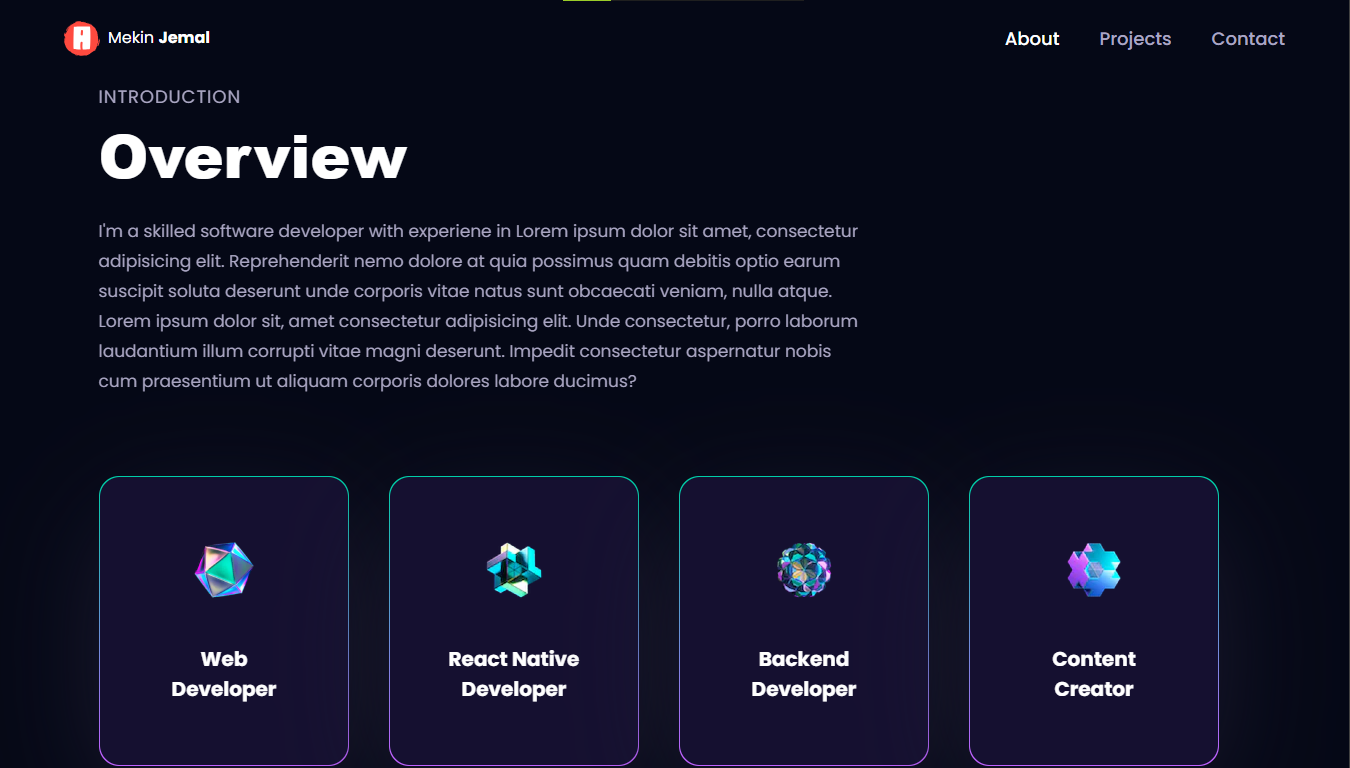 Mekin Jemal
About Projects Contact
INTRODUCTION
Overview
I'm a skilled software developer with experiene in Lorem ipsum dolor sit amet, consectetur
adipisicing elit. Reprehenderit nemo dolore at quia possimus quam debitis optio earum
suscipit soluta deserunt unde corporis vitae natus sunt obcaecati veniam, nulla atque.
Lorem ipsum dolor sit, amet consectetur adipisicing elit. Unde consectetur, porro laborum
laudantium illum corrupti vitae magni deserunt. Impedit consectetur aspernatur nobis
cum praesentium ut aliquam corporis dolores labore ducimus?
Web
Developer
React Native
Developer
Backend
Developer
Content
Creator